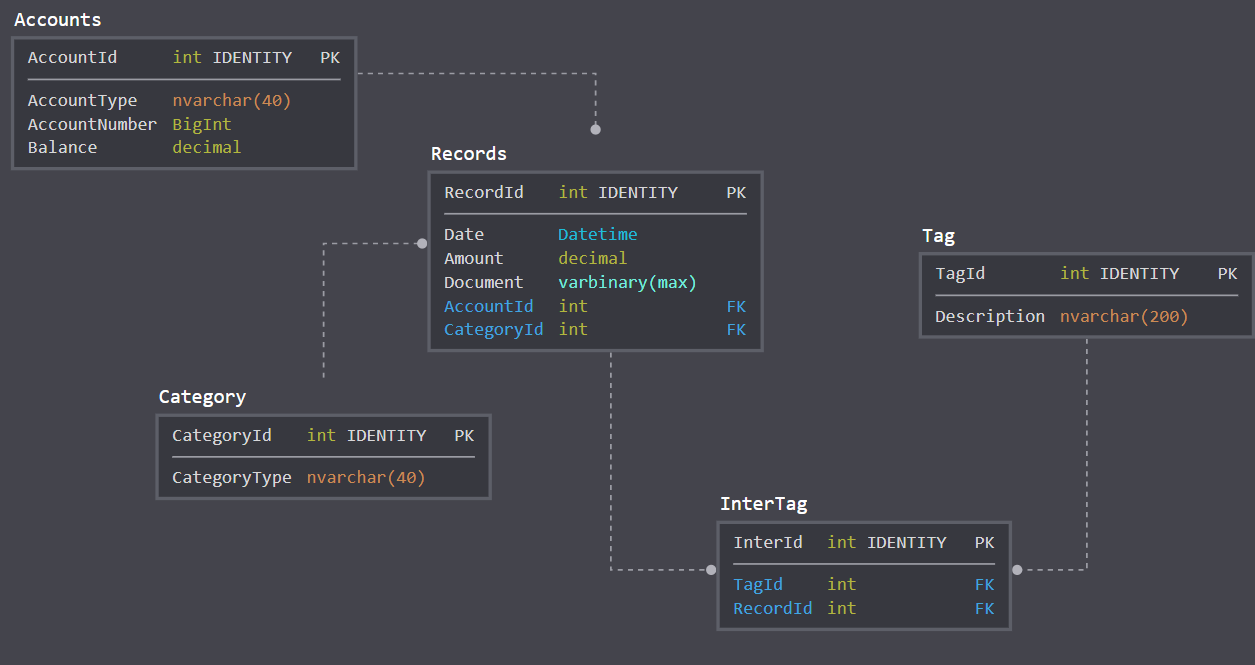 Accounts
AccountId int IDENTITY PK
AccountType nvarchar(40)
AccountNumber BigInt
Balance decimal
Records
RecordId int IDENTITY PK
Date Datetime
Amount decimal
Document varbinary(max)
AccountId int FK
CategoryId int FK
Tag
TagId int IDENTITY PK
Description nvarchar(200)
Category
CategoryId int IDENTITY PK
CategoryType nvarchar(40)
InterTag
InterId int IDENTITY PK
TagId int FK
RecordId int FK